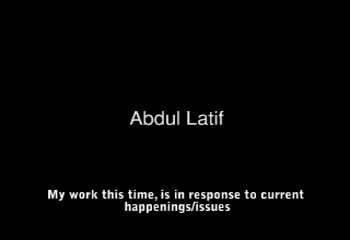 Abdul Latif
My work this time, is in response to current
happenings/issues